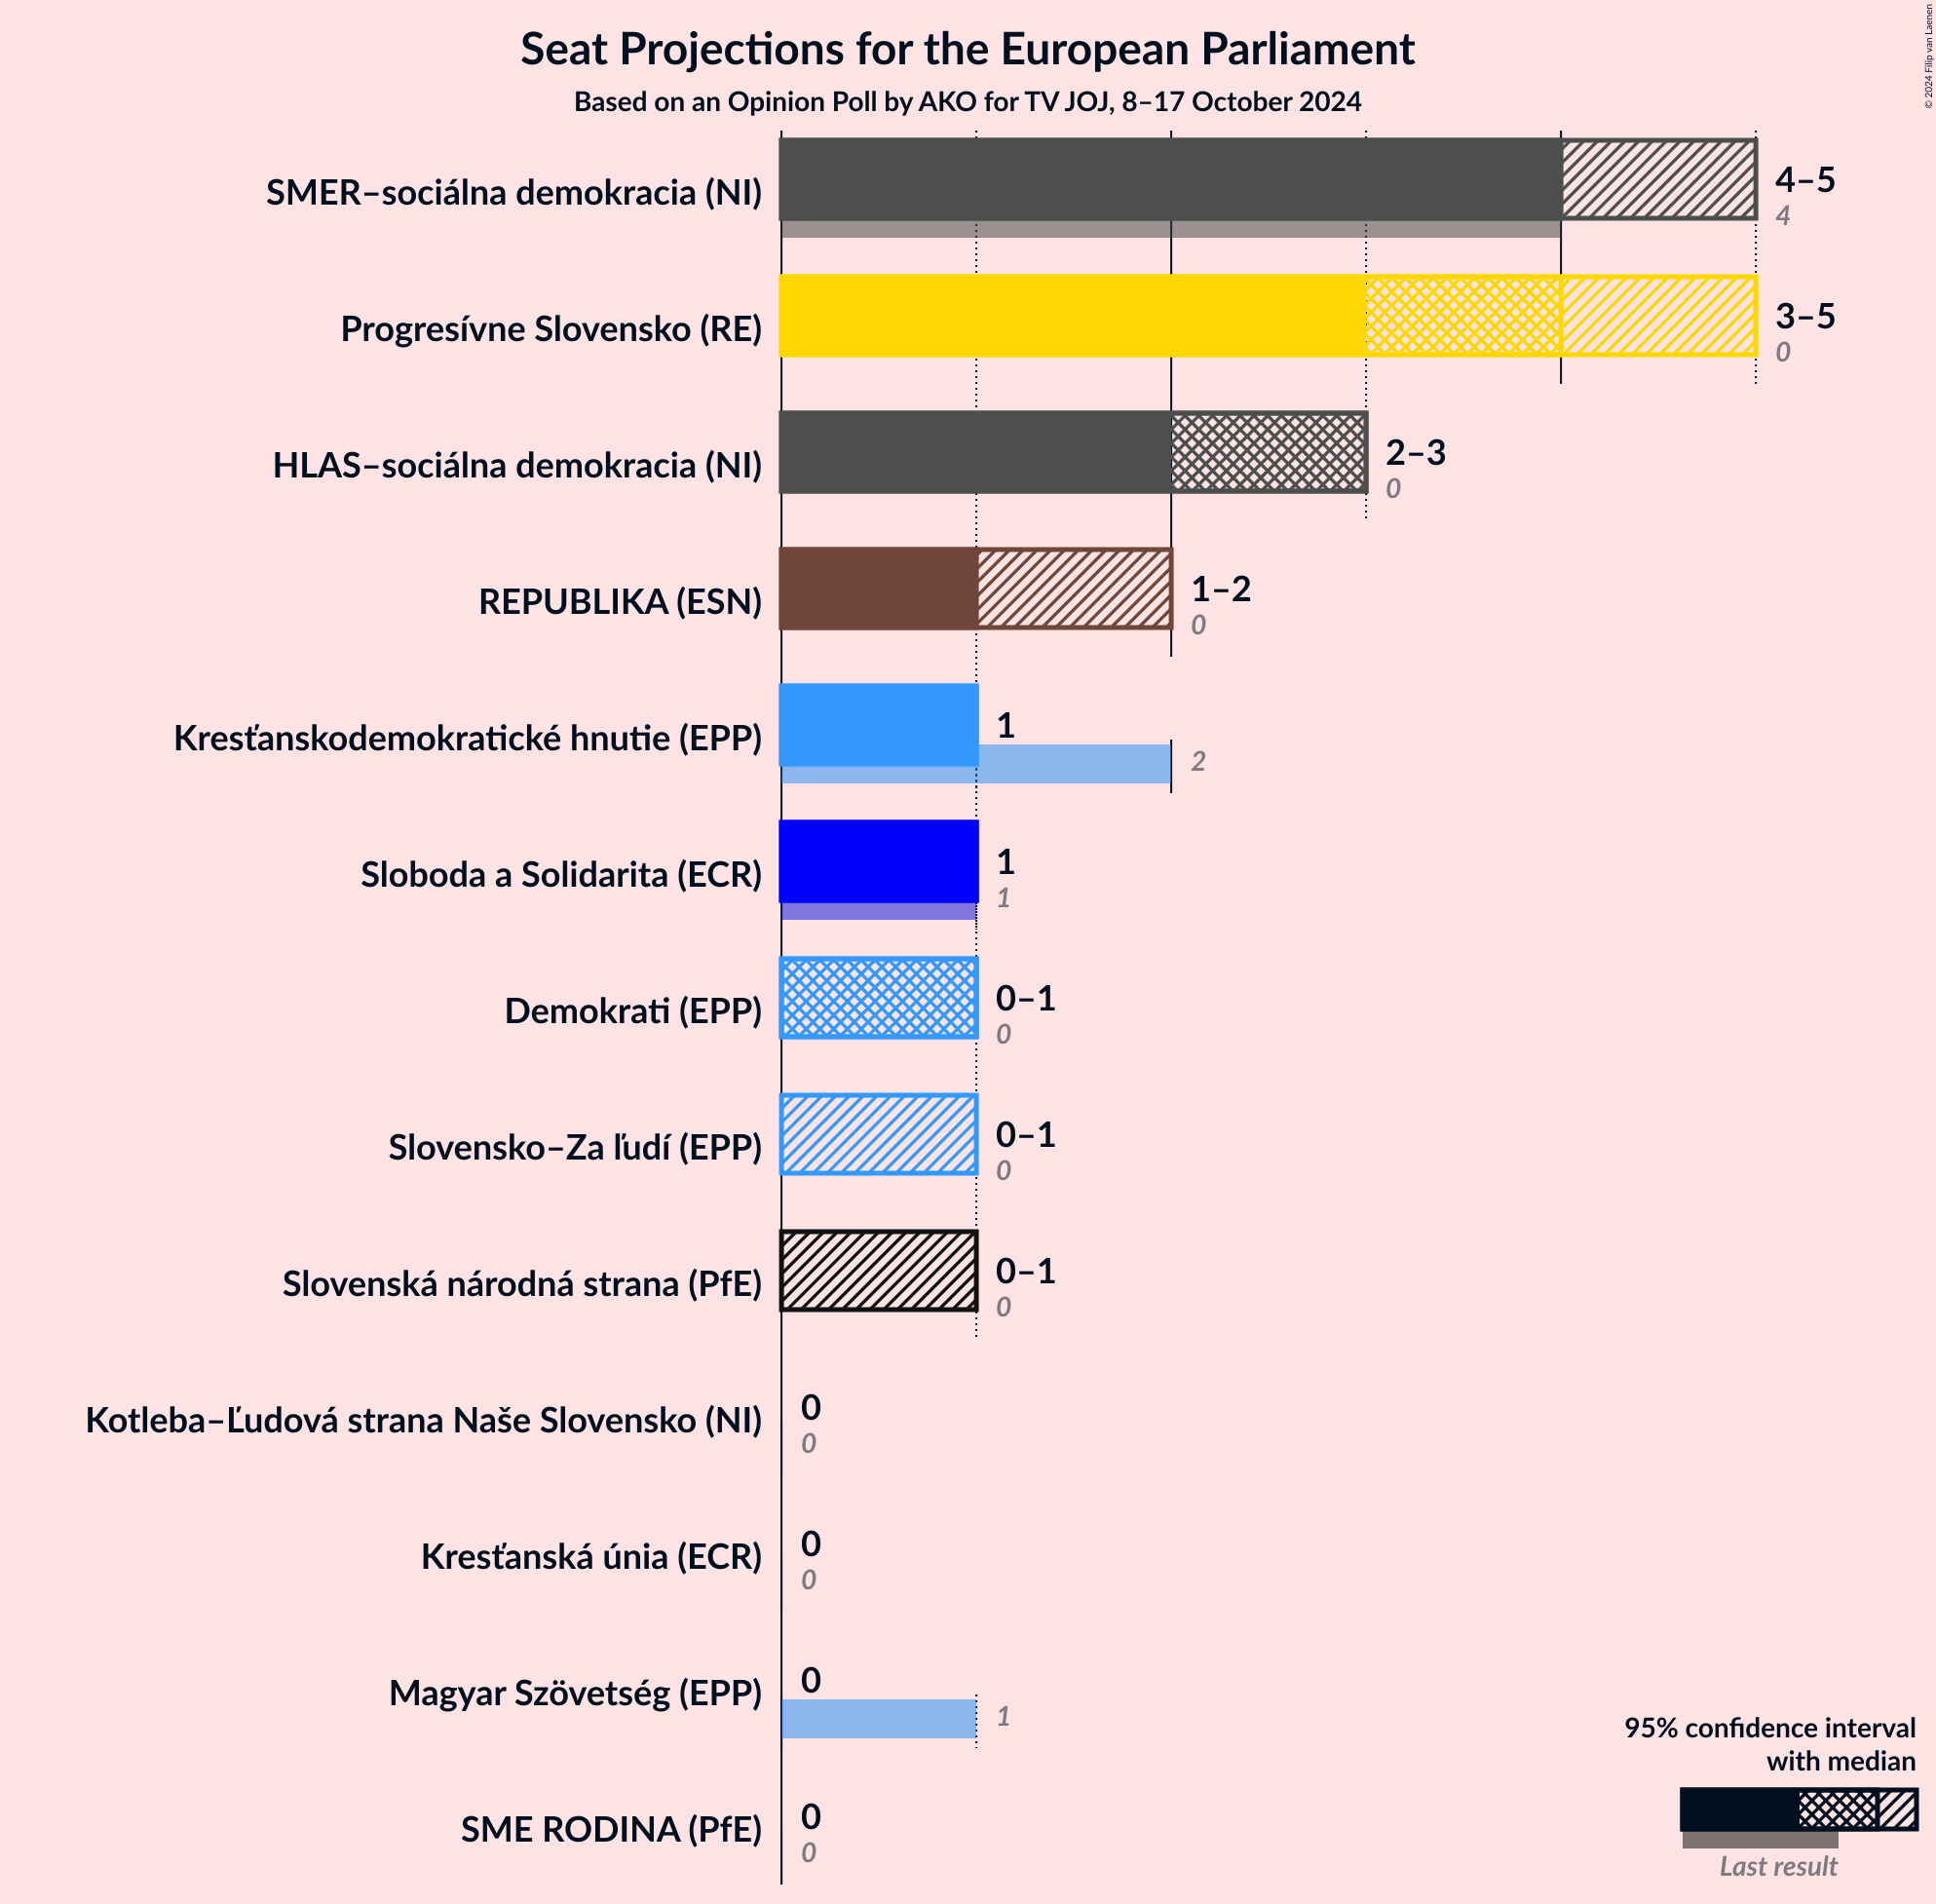 Seat Projections for the European Parliament
Based on an Opinion Poll by AKO for TV JOJ, 8–17 October 2024
© 2024 Filip van Laenen
SMER–sociálna demokracia (NI)
4–5
4
Progresívne Slovensko (RE)
3–5
0
HLAS–sociálna demokracia (NI)
2–3
0
REPUBLIKA (ESN)
1–2
0
Kresťanskodemokratické hnutie (EPP)
1
2
Sloboda a Solidarita (ECR)
1
1
Demokrati (EPP)
0–1
0
Slovensko–Za ľudí (EPP)
0–1
0
Slovenská národná strana (PfE)
0–1
0
Kotleba–Ľudová strana Naše Slovensko (NI)
0
0
Kresťanská únia (ECR)
0
0
Magyar Szövetség (EPP)
0
1
SME RODINA (PfE)
0
0
95% confidence interval
with median
Last result